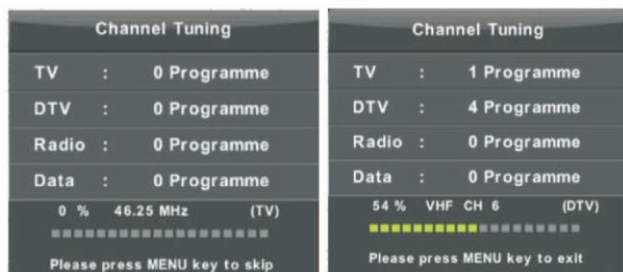 Channel Tuning
TV : 0 Programme
DTV : 0 Programme
Radio : 0 Programme
Data : 0 Programme
0 % 46.25 MHz (TV)
Please press MENU key to skip
Channel Tuning
TV : 1 Programme
DTV : 4 Programme
Radio : 0 Programme
Data : 0 Programme
54 % VHF CH 6 (DTV)
Please press MENU key to exit